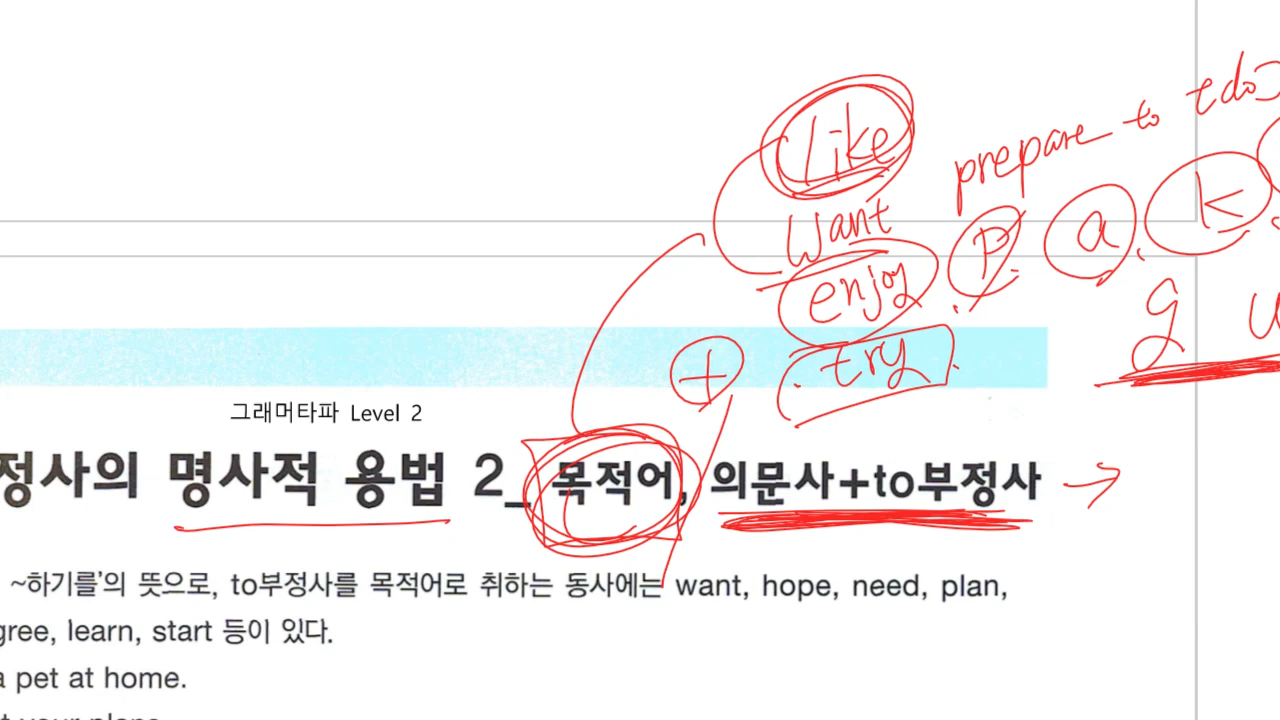 like
prepare to
want
P a K
enjoy
g
+ try
그래머타파 Level 2
정사의 명사적 용법 2_ 목적어, 의문사+to부정사 →
~하기를'의 뜻으로, to부정사를 목적어로 취하는 동사에는 want, hope, need, plan,
gree, learn, start 등이 있다.
a pet at home.
t your plans